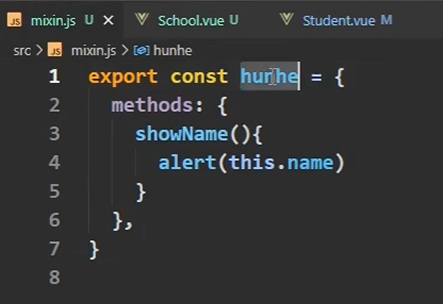 JS mixin.js U ×
School.vue U
Student.vue M
src > JS mixin.js > hunhe
1 export const hunhe = {
2 methods: {
3 showName(){
4 alert(this.name)
5 }
6 },
7 }
8